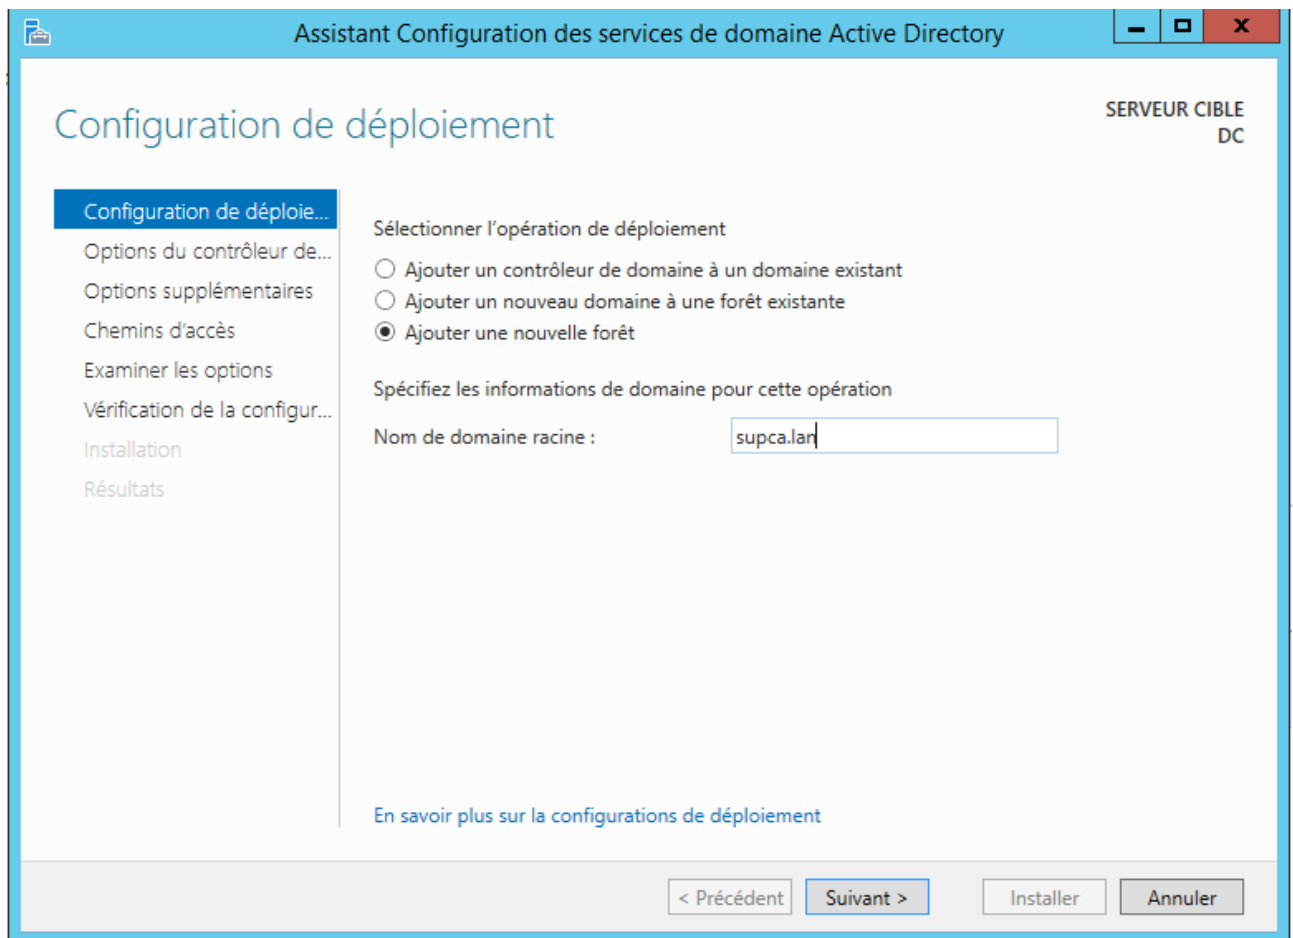 Assistant Configuration des services de domaine Active Directory
Configuration de déploiement
SERVEUR CIBLE
DC
Configuration de déploie...
Options du contrôleur de...
Options supplémentaires
Chemins d'accès
Examiner les options
Vérification de la configur...
Installation
Résultats
Sélectionner l'opération de déploiement
Ajouter un contrôleur de domaine à un domaine existant
Ajouter un nouveau domaine à une forêt existante
Ajouter une nouvelle forêt
Spécifiez les informations de domaine pour cette opération
Nom de domaine racine : supca.lan
En savoir plus sur la configurations de déploiement
< Précédent Suivant > Installer Annuler